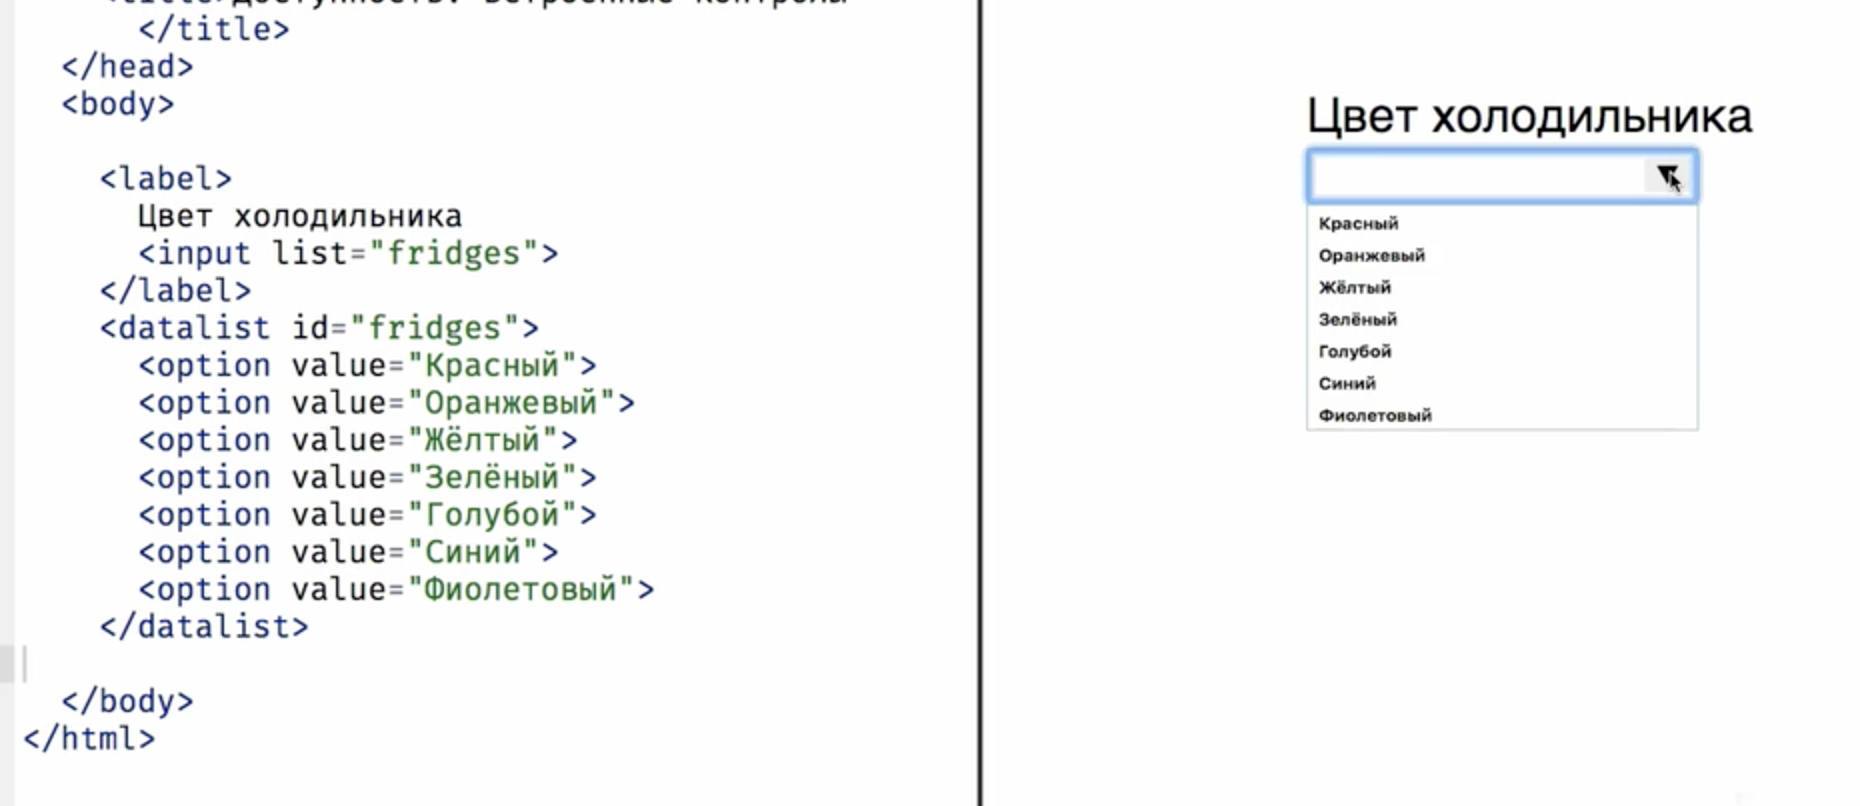 </title>
</head>
<body>
<label>
Цвет холодильника
<input list="fridges">
</label>
<datalist id="fridges">
<option value="Красный">
<option value="Оранжевый">
<option value="Жёлтый">
<option value="Зелёный">
<option value="Голубой">
<option value="Синий">
<option value="Фиолетовый">
</datalist>
</body>
</html>
Цвет холодильника
Красный
Оранжевый
Жёлтый
Зелёный
Голубой
Синий
Фиолетовый